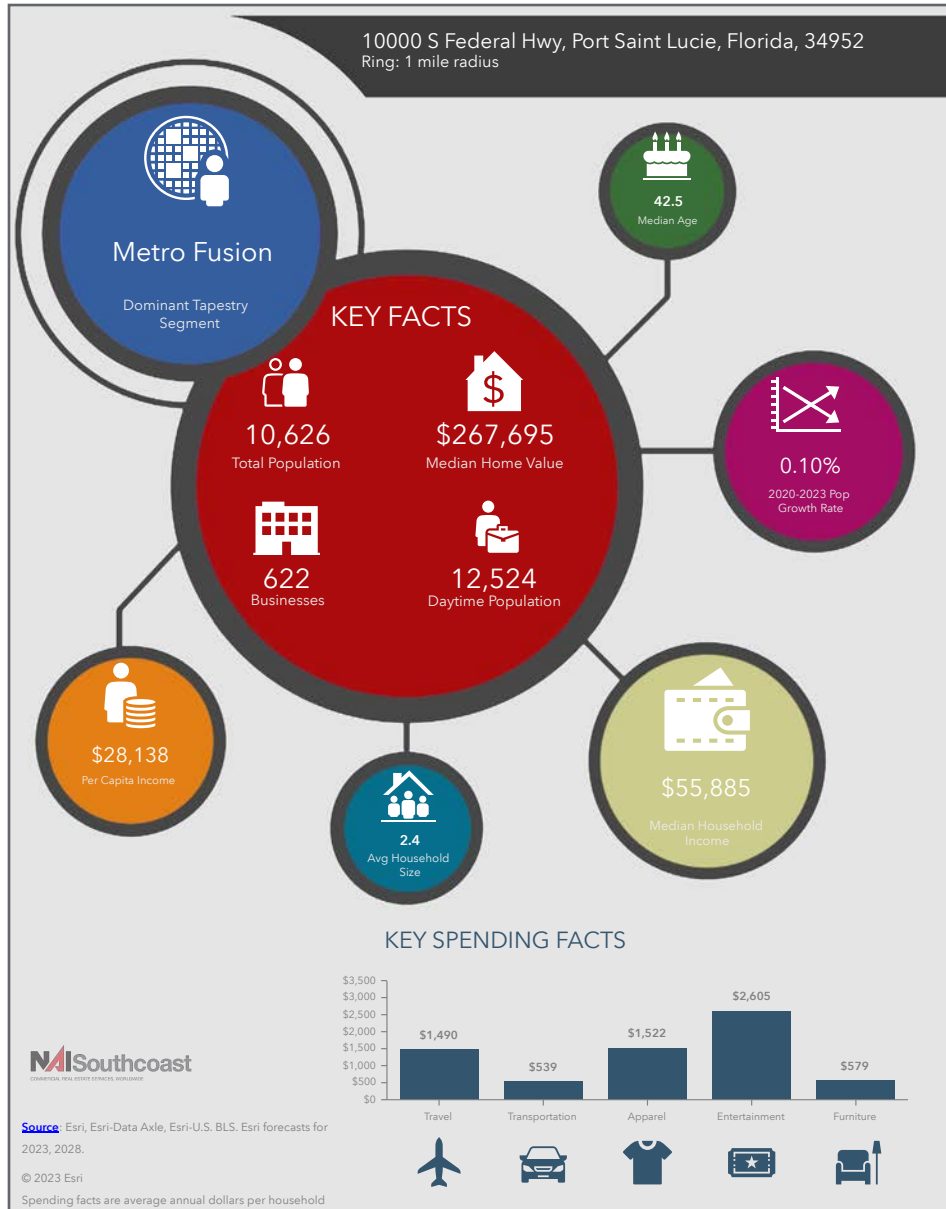 10000 S Federal Hwy, Port Saint Lucie, Florida, 34952
Ring: 1 mile radius
Metro Fusion
Dominant Tapestry
Segment
42.5
Median Age
KEY FACTS
10,626
Total Population
$267,695
Median Home Value
622
Businesses
12,524
Daytime Population
0.10%
2020-2023 Pop
Growth Rate
$28,138
Per Capita Income
2.4
Avg Household
Size
$55,885
Median Household
Income
KEY SPENDING FACTS
$3,500
$3,000
$2,500
$2,000
$1,500
$1,000
$500
$0
$1,490
$539
$1,522
$2,605
$579
Travel
Transportation
Apparel
Entertainment
Furniture
NAISouthcoast
COMMERCIAL REAL ESTATE SERVICES, WORLDWIDE
Source: Esri, Esri-Data Axle, Esri-U.S. BLS. Esri forecasts for
2023, 2028.
© 2023 Esri
Spending facts are average annual dollars per household